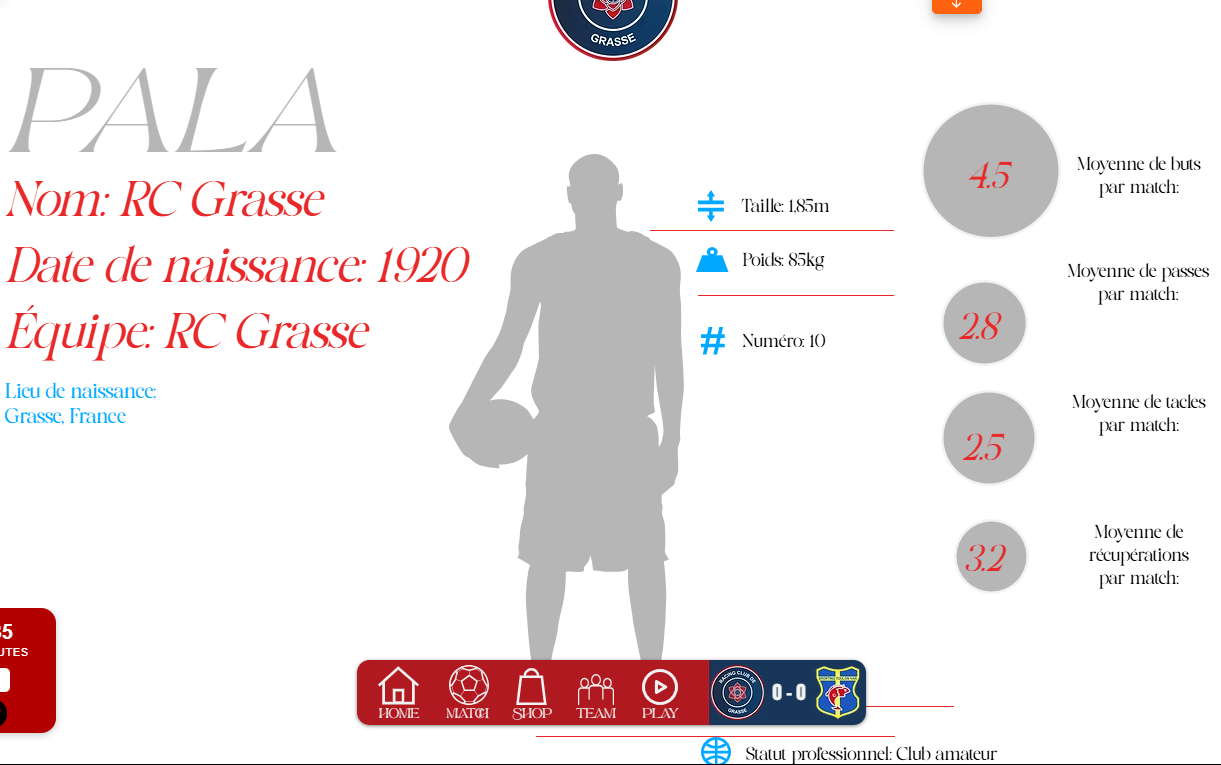 GRASSE
PALA
Nom: RC Grasse
Date de naissance: 1920
Équipe: RC Grasse
Lieu de naissance:
Grasse, France
Taille: 1,85m
Poids: 85kg
Numéro: 10
4.5
Moyenne de buts
par match:
2.8
Moyenne de passes
par match:
2.5
Moyenne de tacles
par match:
3.2
Moyenne de
récupérations
par match:
HOME
MATCH
SHOP
TEAM
PLAY
RACING CLUB DE
GRASSE
0 - 0
Statut professionnel: Club amateur